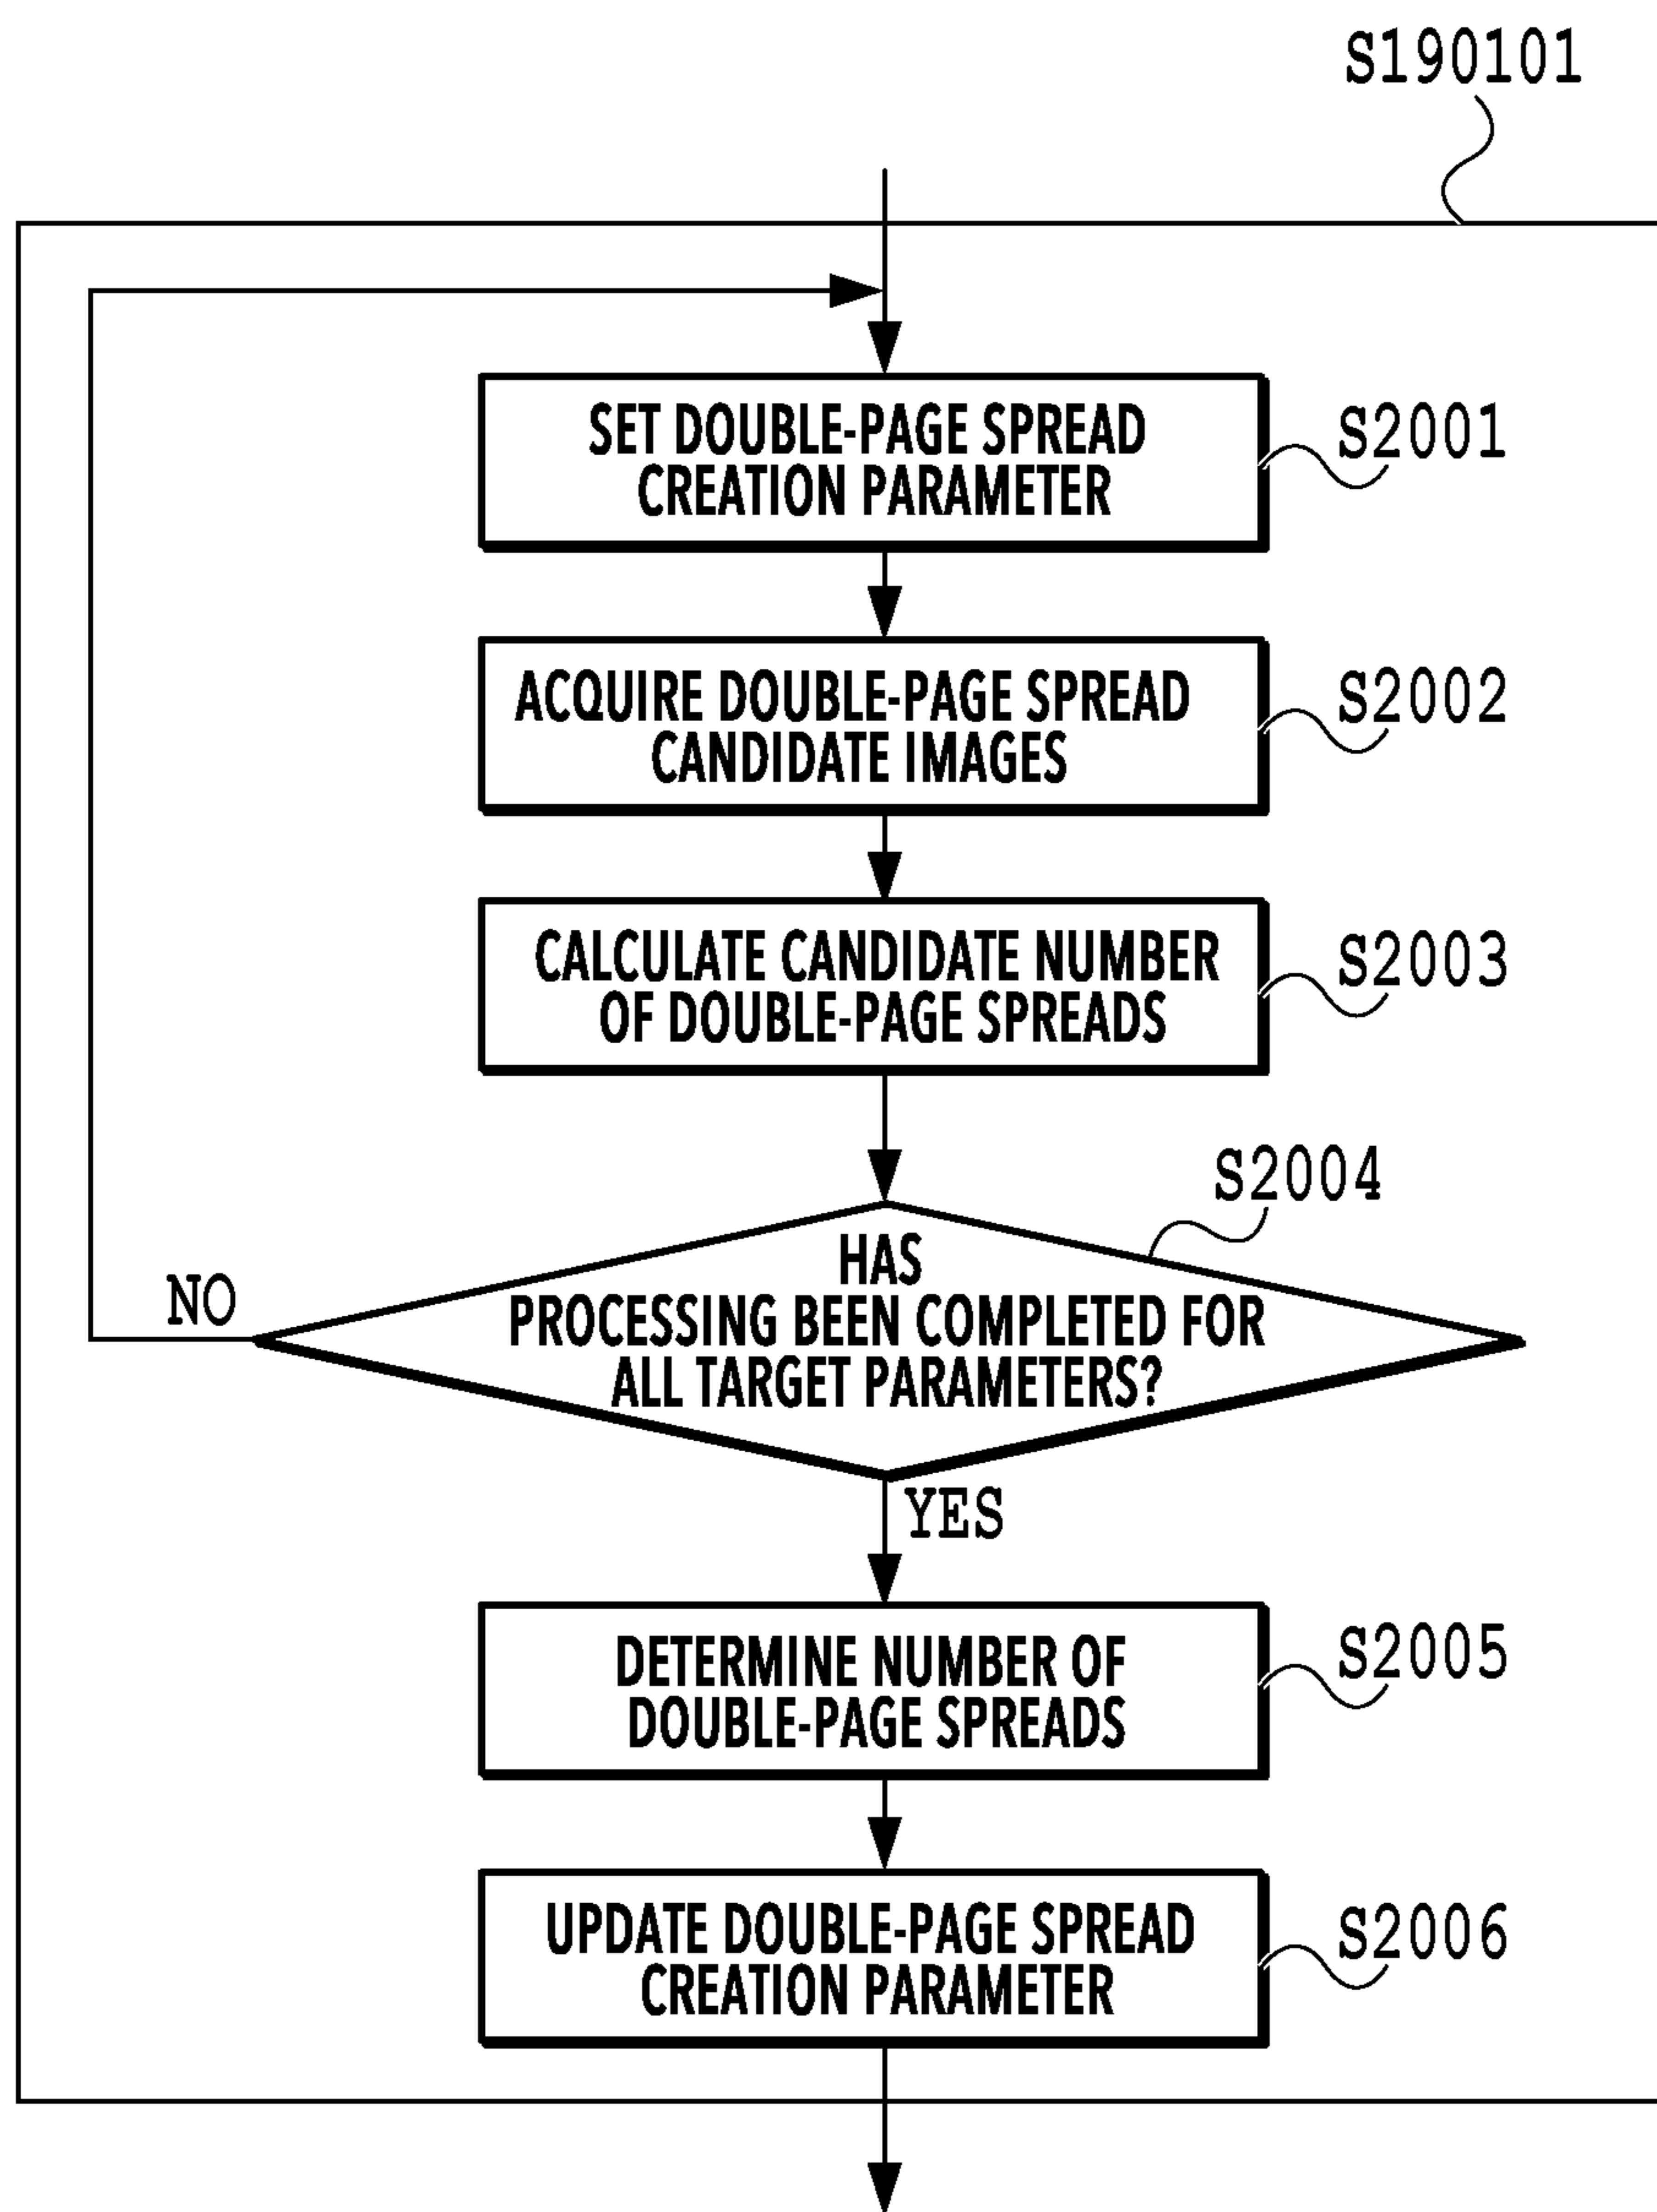 S190101
SET DOUBLE-PAGE SPREAD
CREATION PARAMETER
S2001
ACQUIRE DOUBLE-PAGE SPREAD
CANDIDATE IMAGES
S2002
CALCULATE CANDIDATE NUMBER
OF DOUBLE-PAGE SPREADS
S2003
S2004
HAS
PROCESSING BEEN COMPLETED FOR
ALL TARGET PARAMETERS?
NO
YES
DETERMINE NUMBER OF
DOUBLE-PAGE SPREADS
S2005
UPDATE DOUBLE-PAGE SPREAD
CREATION PARAMETER
S2006